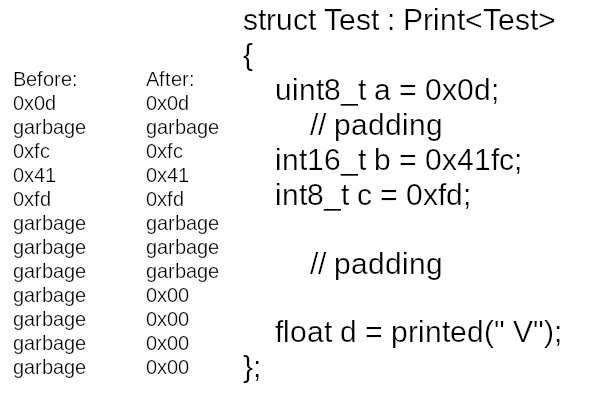 struct Test : Print<Test>
{
Before: After:
0x0d 0x0d
garbage garbage
0xfc 0xfc
0x41 0x41
0xfd 0xfd
garbage garbage
garbage garbage
garbage garbage
garbage 0x00
garbage 0x00
garbage 0x00
garbage 0x00
uint8_t a = 0x0d;
// padding
int16_t b = 0x41fc;
int8_t c = 0xfd;
// padding
float d = printed(" V");
};